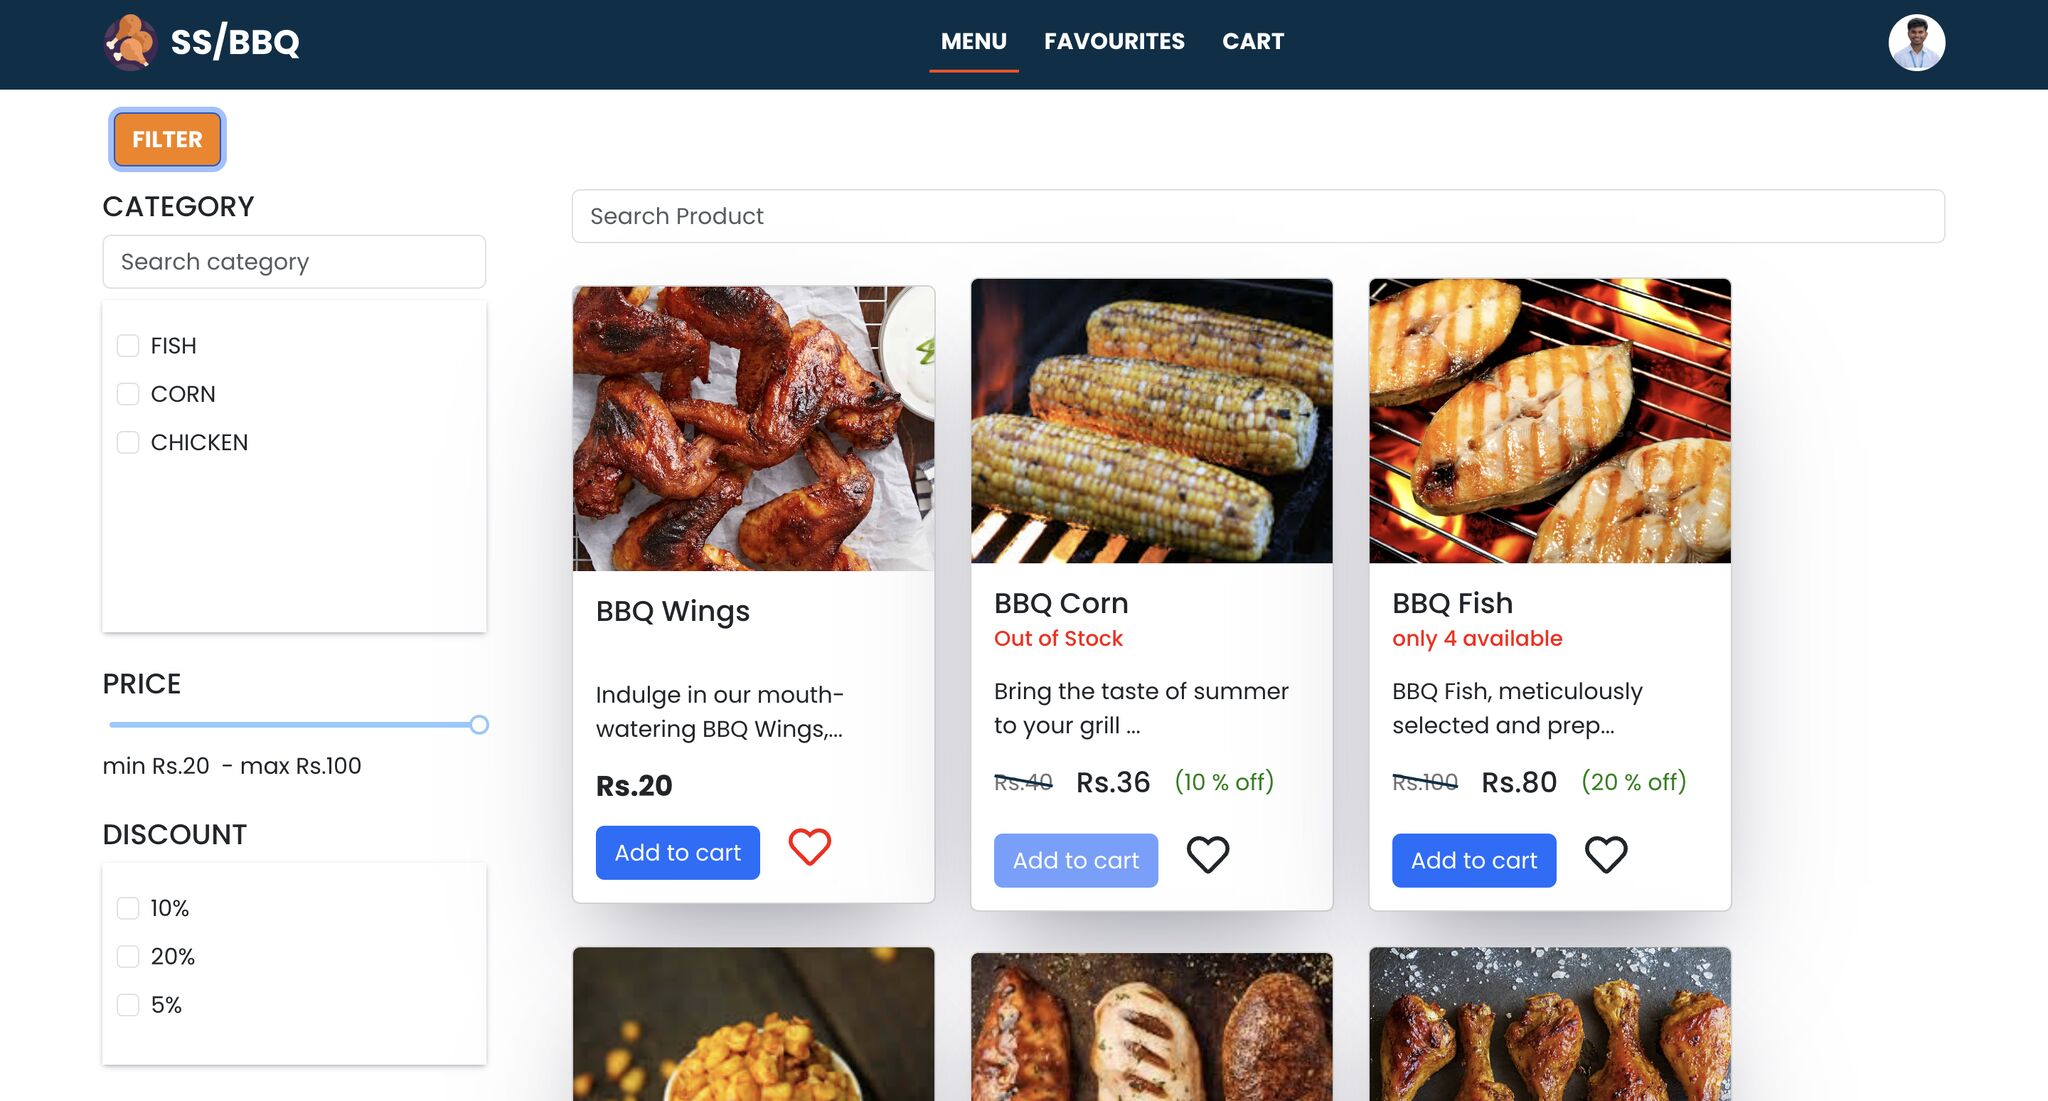 SS/BBQ
MENU
FAVOURITES
CART
FILTER
CATEGORY
Search category
FISH
CORN
CHICKEN
PRICE
min Rs.20 - max Rs.100
DISCOUNT
10%
20%
5%
Search Product
BBQ Wings
Indulge in our mouth-
watering BBQ Wings,...
Rs.20
Add to cart
BBQ Corn
Out of Stock
Bring the taste of summer
to your grill ...
Rs.40 Rs.36 (10 % off)
Add to cart
BBQ Fish
only 4 available
BBQ Fish, meticulously
selected and prep...
Rs.100 Rs.80 (20 % off)
Add to cart